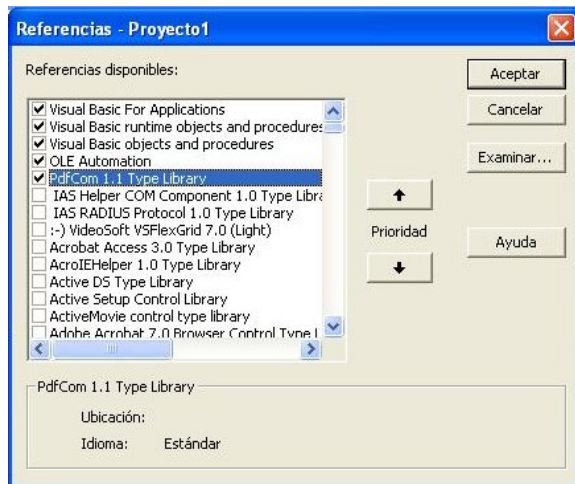 Referencias - Proyecto1
Referencias disponibles:
Visual Basic For Applications
Visual Basic runtime objects and procedures
Visual Basic objects and procedures
OLE Automation
PdfCom 1.1 Type Library
IAS Helper COM Component 1.0 Type Libra
IAS RADIUS Protocol 1.0 Type Library
:-) VideoSoft VSFlexGrid 7.0 (Light)
Acrobat Access 3.0 Type Library
AcroIEHelper 1.0 Type Library
Active DS Type Library
Active Setup Control Library
ActiveMovie control type library
Adobe Acrobat 7.0 Browser Control Type L
Prioridad
Aceptar
Cancelar
Examinar...
Ayuda
PdfCom 1.1 Type Library
Ubicación:
Idioma: Estándar